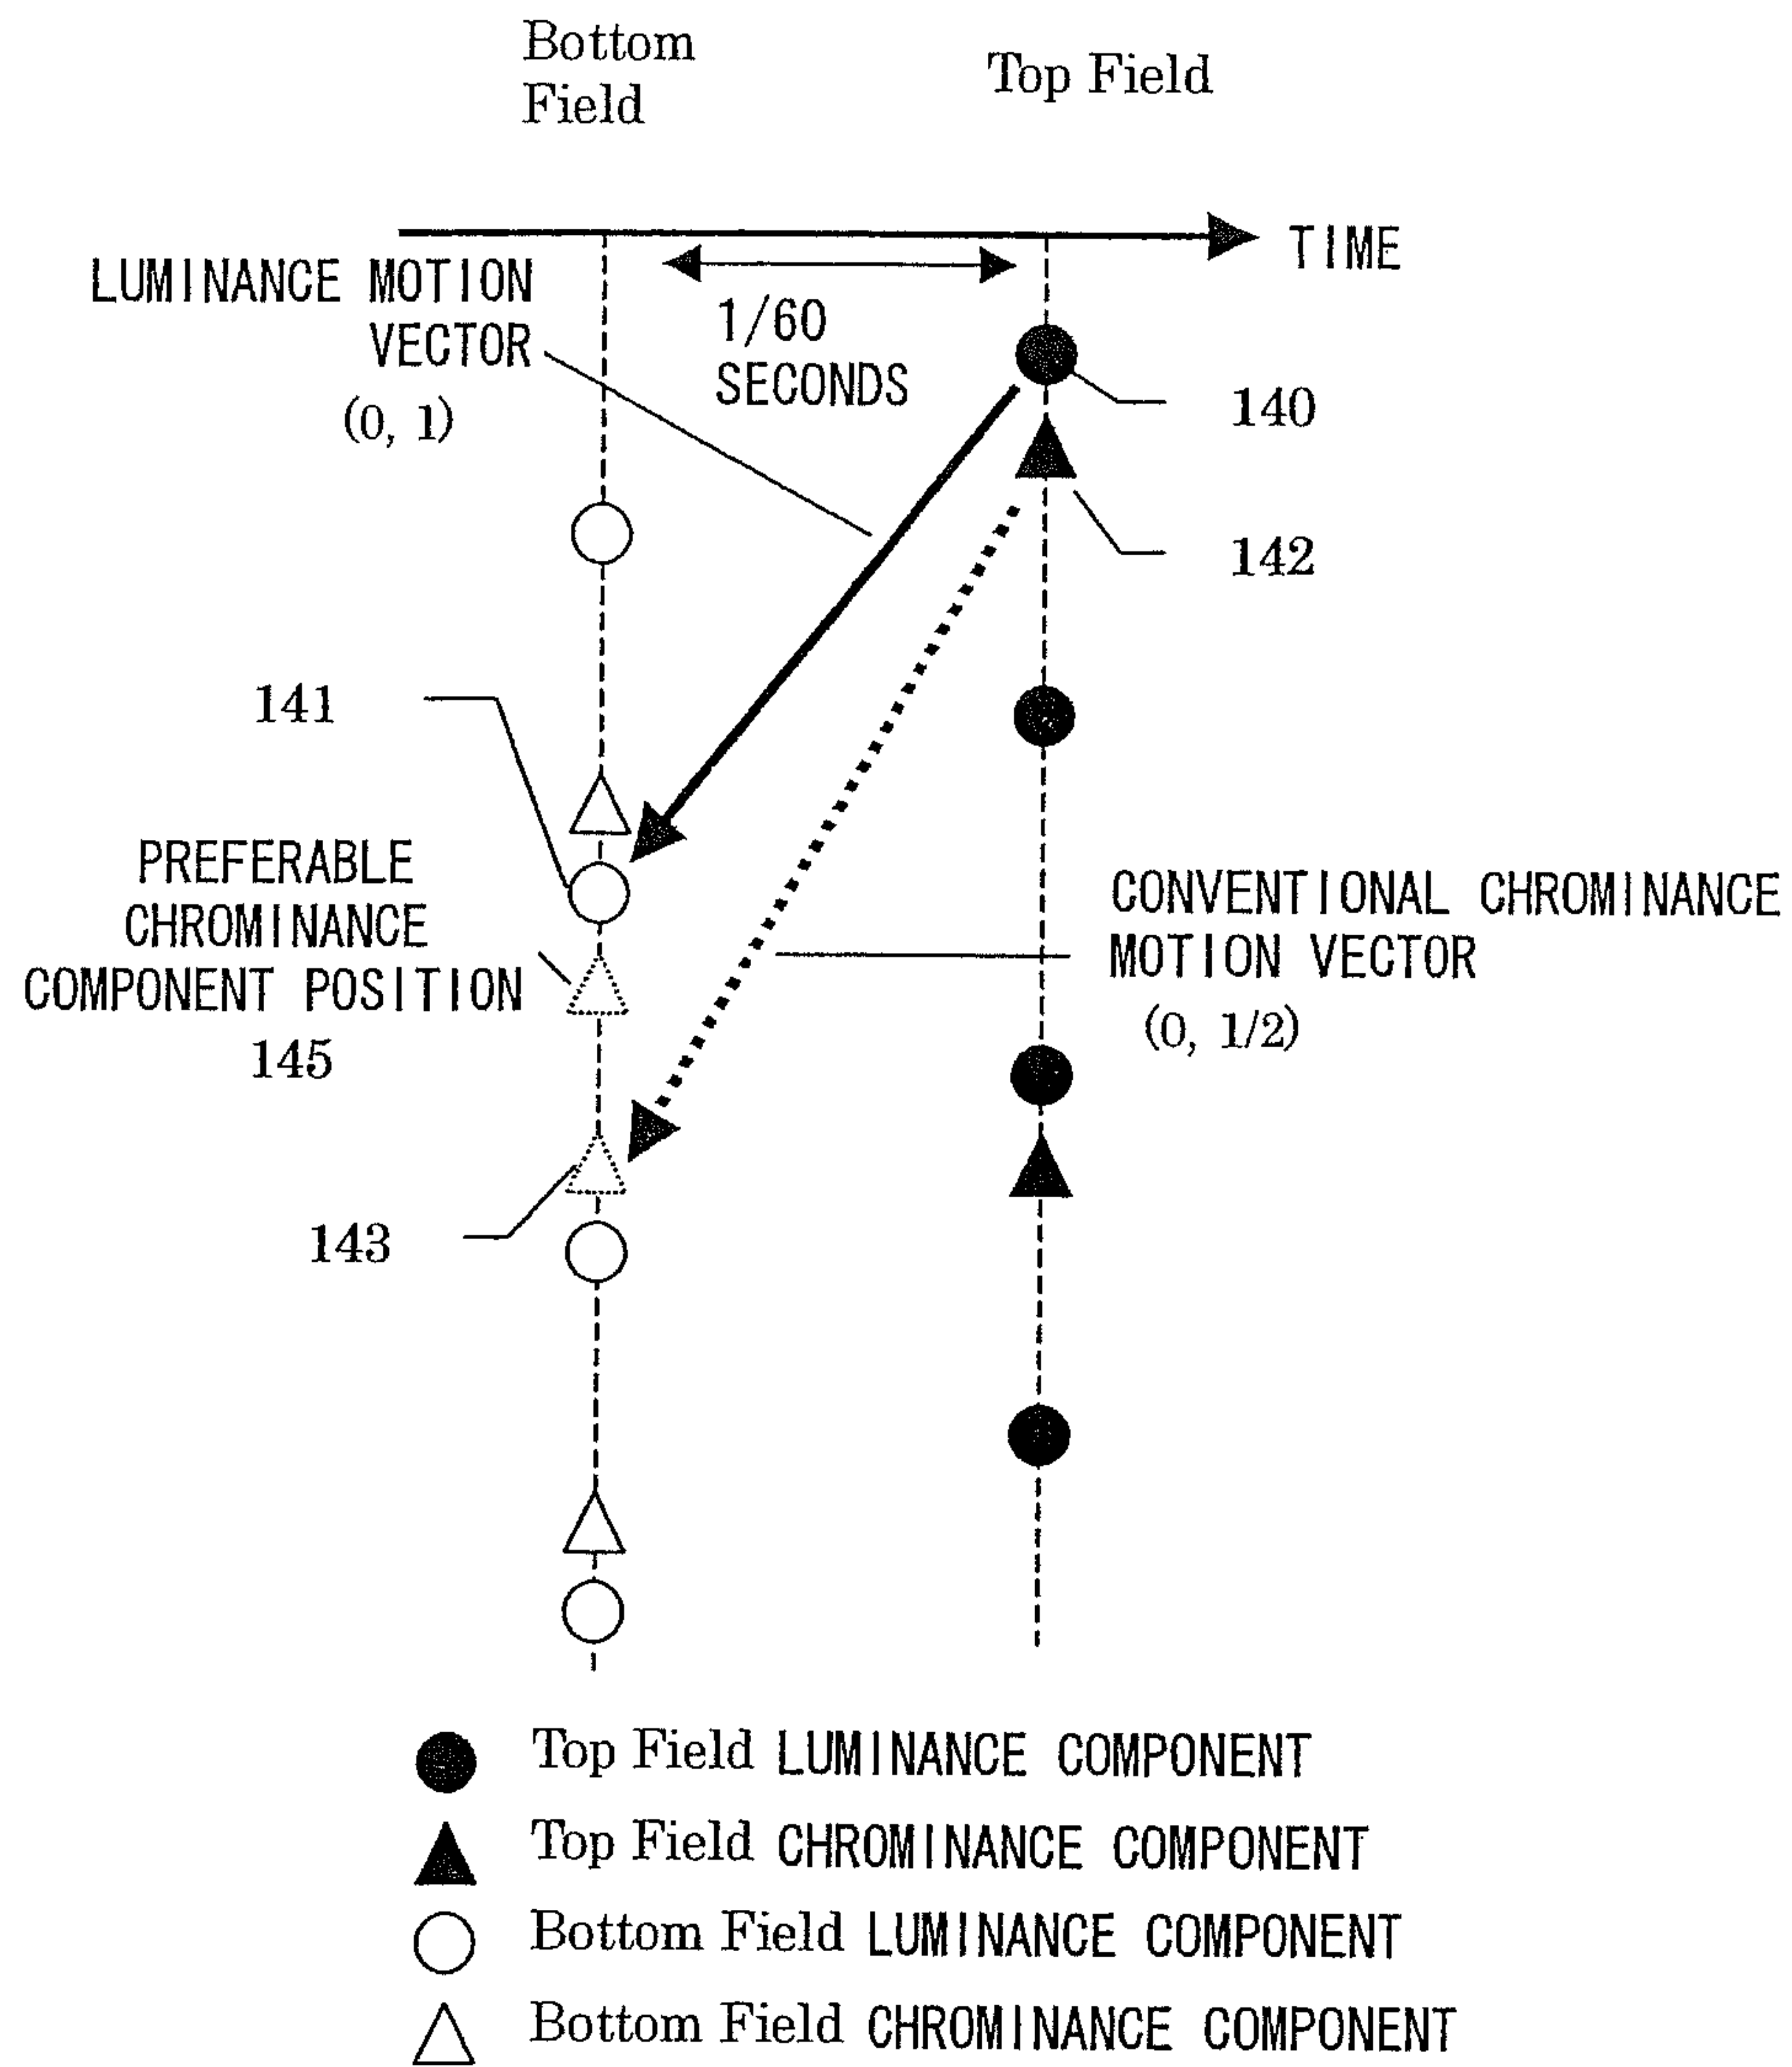 Bottom
Field
Top Field
TIME
LUMINANCE MOTION
VECTOR
(0, 1)
1/60
SECONDS
140
142
141
PREFERABLE
CHROMINANCE
COMPONENT POSITION
145
CONVENTIONAL CHROMINANCE
MOTION VECTOR
(0, 1/2)
143
Top Field LUMINANCE COMPONENT
Top Field CHROMINANCE COMPONENT
Bottom Field LUMINANCE COMPONENT
Bottom Field CHROMINANCE COMPONENT